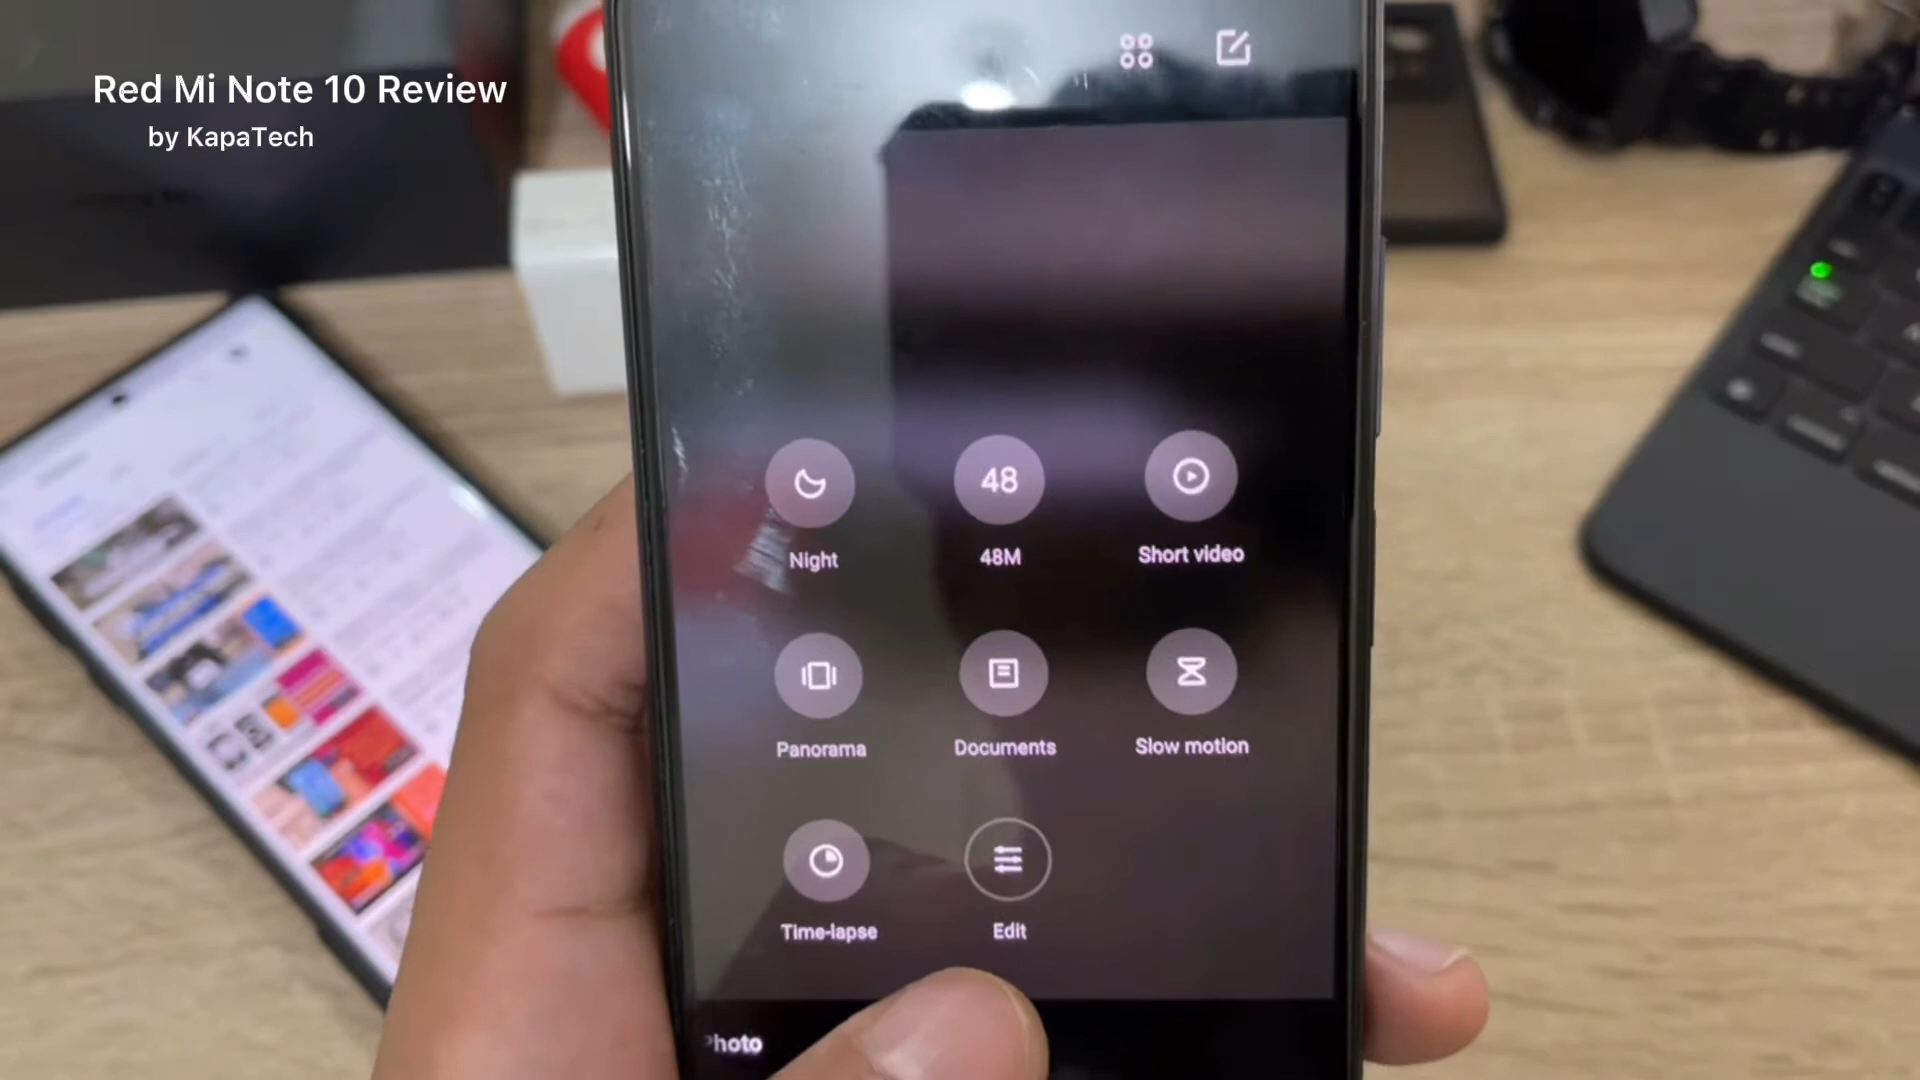 Red Mi Note 10 Review
by KapaTech
48
Night
48M
Short video
Panorama
Documents
Slow motion
Time-lapse
Edit
Photo